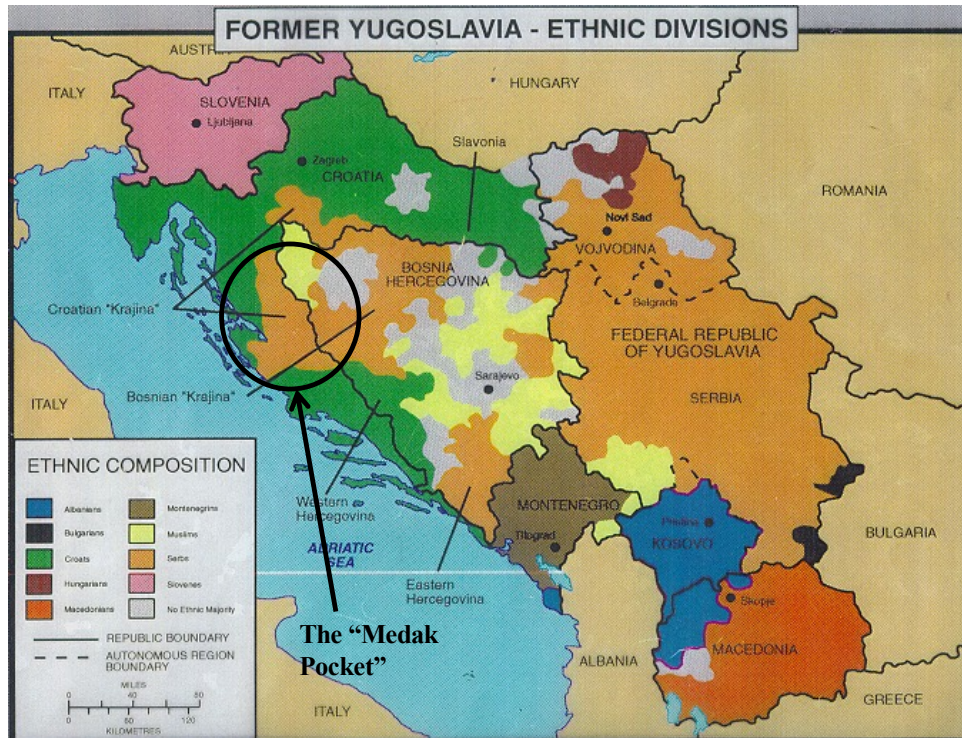 FORMER YUGOSLAVIA - ETHNIC DIVISIONS
AUSTRIA
ITALY
HUNGARY
SLOVENIA
Ljubljana
Slavonia
Zagreb
CROATIA
ROMANIA
Novi Sad
VOJVODINA
BOSNIA
HERCEGOVINA
Belgrade
Croatian "Krajina"
FEDERAL REPUBLIC
OF YUGOSLAVIA
Sarajevo
Bosnian "Krajina"
SERBIA
ITALY
ETHNIC COMPOSITION
Albanians
Montenegrins
Bulgarians
Muslims
Croats
Serbs
Hungarians
Slovenes
Macedonians
No Ethnic Majority
REPUBLIC BOUNDARY
AUTONOMOUS REGION
BOUNDARY
MILES
0 40 80
0 60 120
KILOMETRES
Western
Hercegovina
MONTENEGRO
Titograd
Pristina
KOSOVO
BULGARIA
ADRIATIC
SEA
Eastern
Hercegovina
Skopje
The “Medak
Pocket”
MACEDONIA
ALBANIA
GREECE
ITALY